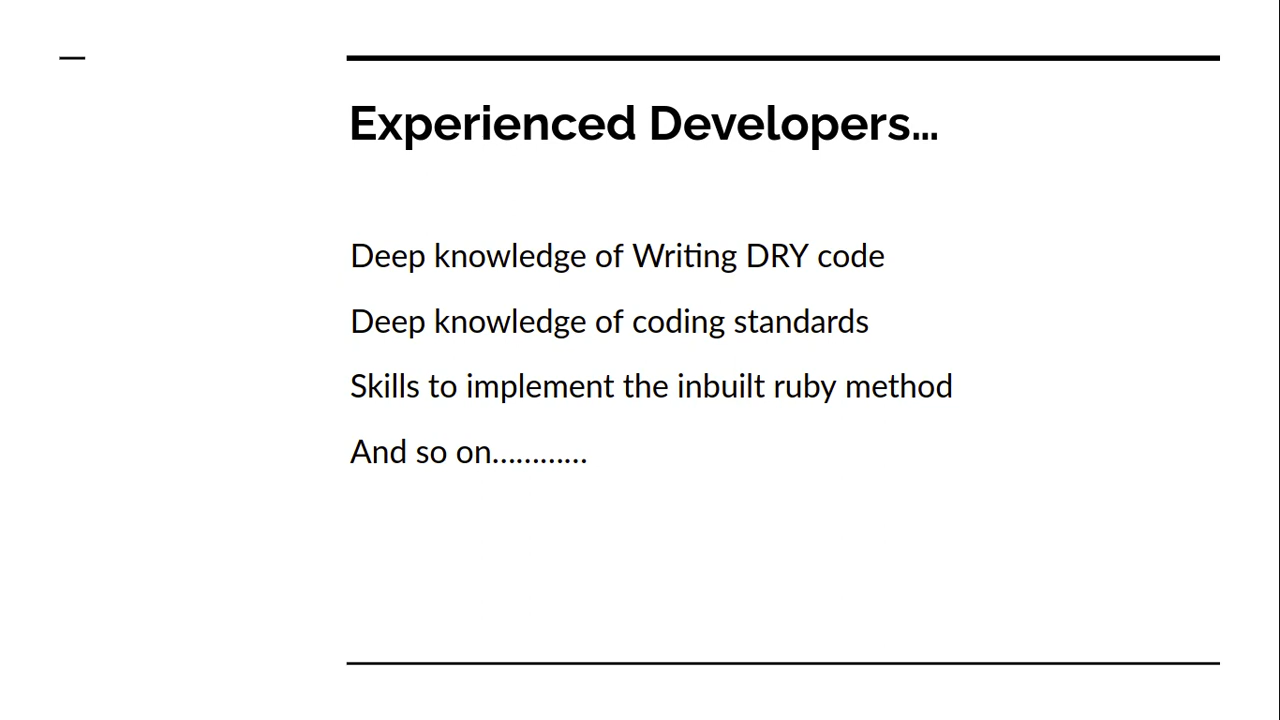 Experienced Developers…
Deep knowledge of Writing DRY code
Deep knowledge of coding standards
Skills to implement the inbuilt ruby method
And so on…………